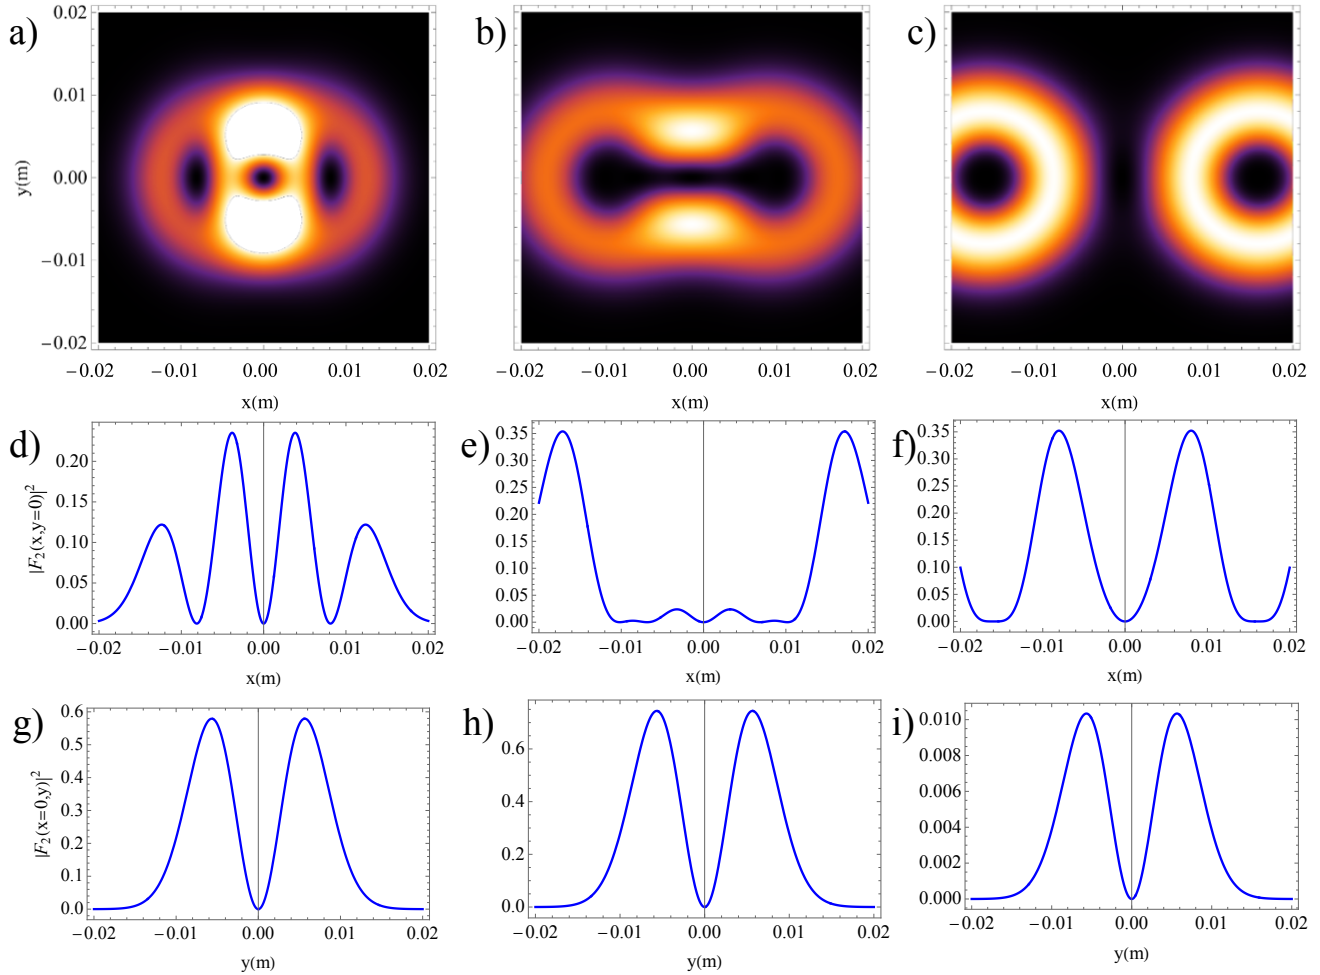 a)
0.02
0.01
0.00
−0.01
−0.02
y(m)
−0.02 −0.01 0.00 0.01 0.02
x(m)
b)
−0.02 −0.01 0.00 0.01 0.02
x(m)
c)
−0.02 −0.01 0.00 0.01 0.02
x(m)
d)
0.20
0.15
0.10
0.05
0.00
|F₂(x,y=0)|²
−0.02 −0.01 0.00 0.01 0.02
x(m)
e)
0.35
0.30
0.25
0.20
0.15
0.10
0.05
0.00
−0.02 −0.01 0.00 0.01 0.02
x(m)
f)
0.35
0.30
0.25
0.20
0.15
0.10
0.05
0.00
−0.02 −0.01 0.00 0.01 0.02
x(m)
g)
0.6
0.5
0.4
0.3
0.2
0.1
0.0
|F₂(x=0,y)|²
−0.02 −0.01 0.00 0.01 0.02
y(m)
h)
0.6
0.4
0.2
0.0
−0.02 −0.01 0.00 0.01 0.02
y(m)
i)
0.010
0.008
0.006
0.004
0.002
0.000
−0.02 −0.01 0.00 0.01 0.02
y(m)